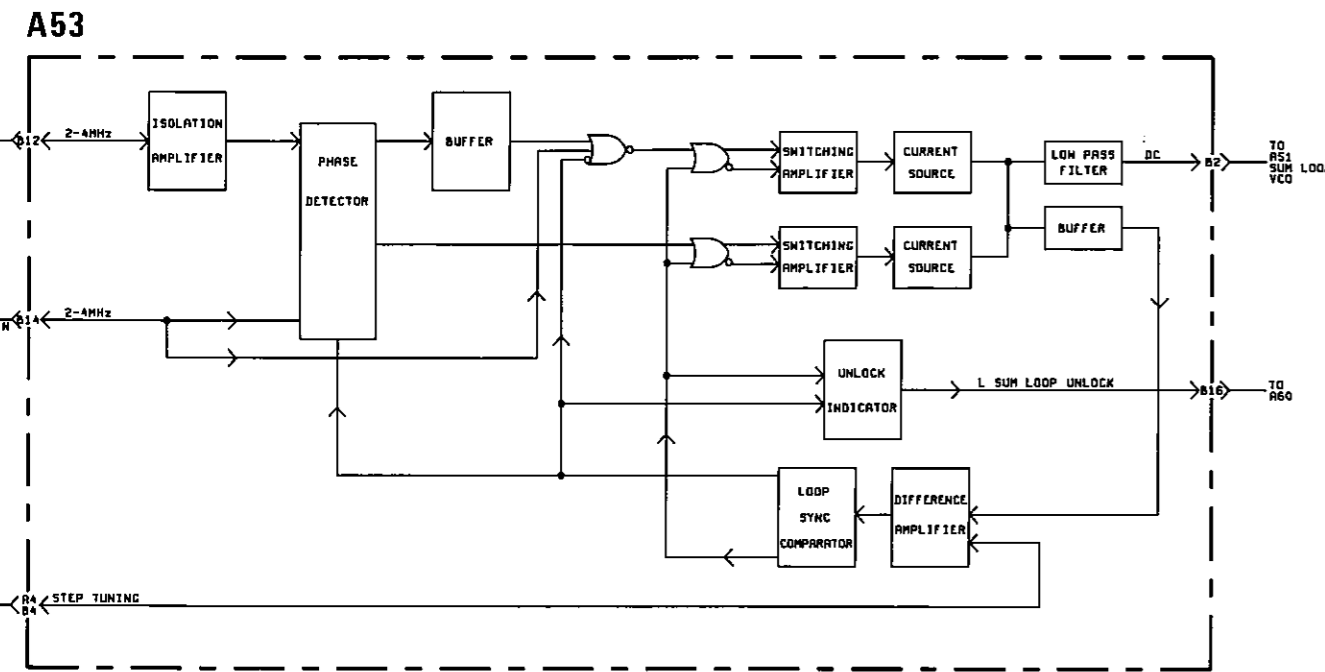 A53
B12
2-4MHz
ISOLATION
AMPLIFIER
PHASE
DETECTOR
BUFFER
SWITCHING
AMPLIFIER
CURRENT
SOURCE
LOW PASS
FILTER
DC
B2
TO
A51
SUM LOO
VCO
SWITCHING
AMPLIFIER
CURRENT
SOURCE
BUFFER
N
B14
2-4MHz
UNLOCK
INDICATOR
L SUM LOOP UNLOCK
B16
TO
A60
LOOP
SYNC
COMPARATOR
DIFFERENCE
AMPLIFIER
R4
B4
STEP TUNING